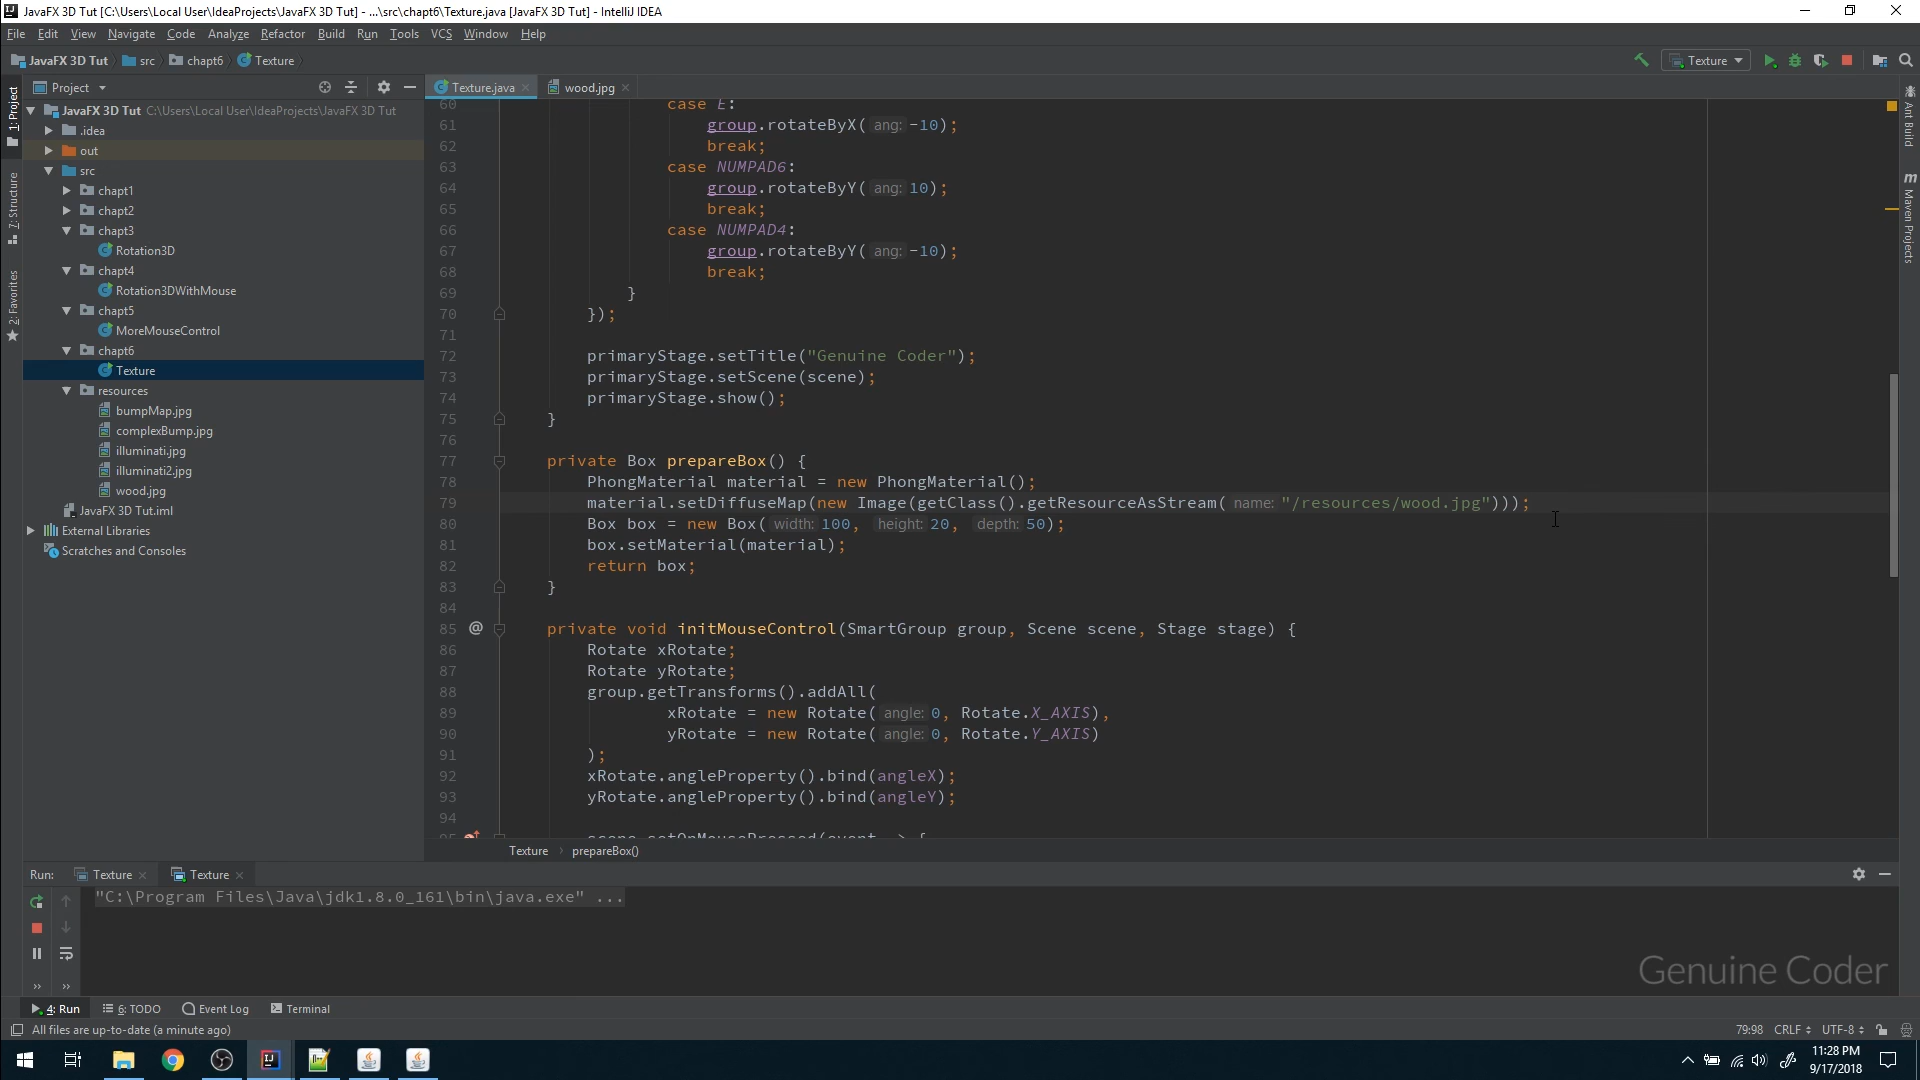 JavaFX 3D Tut [C:\Users\Local User\IdeaProjects\JavaFX 3D Tut] - ...\src\chapt6\Texture.java [JavaFX 3D Tut] - IntelliJ IDEA
File Edit View Navigate Code Analyze Refactor Build Run Tools VCS Window Help
JavaFX 3D Tut src chapt6 Texture
Texture
Project
Texture.java
wood.jpg
1: Project
7: Structure
2: Favorites
JavaFX 3D Tut C:\Users\Local User\IdeaProjects\JavaFX 3D Tut
.idea
out
src
chapt1
chapt2
chapt3
Rotation3D
chapt4
Rotation3DWithMouse
chapt5
MoreMouseControl
chapt6
Texture
resources
bumpMap.jpg
complexBump.jpg
illuminati.jpg
illuminati2.jpg
wood.jpg
JavaFX 3D Tut.iml
External Libraries
Scratches and Consoles
60 case E:
61 group.rotateByX( ang: -10);
62 break;
63 case NUMPAD6:
64 group.rotateByY( ang: 10);
65 break;
66 case NUMPAD4:
67 group.rotateByY( ang: -10);
68 break;
69 }
70 });
71
72 primaryStage.setTitle("Genuine Coder");
73 primaryStage.setScene(scene);
74 primaryStage.show();
75 }
76
77 private Box prepareBox() {
78 PhongMaterial material = new PhongMaterial();
79 material.setDiffuseMap(new Image(getClass().getResourceAsStream( name: "/resources/wood.jpg")));
80 Box box = new Box( width: 100, height: 20, depth: 50);
81 box.setMaterial(material);
82 return box;
83 }
84
85 @ private void initMouseControl(SmartGroup group, Scene scene, Stage stage) {
86 Rotate xRotate;
87 Rotate yRotate;
88 group.getTransforms().addAll(
89 xRotate = new Rotate( angle: 0, Rotate.X_AXIS),
90 yRotate = new Rotate( angle: 0, Rotate.Y_AXIS)
91 );
92 xRotate.angleProperty().bind(angleX);
93 yRotate.angleProperty().bind(angleY);
94
95 scene.setOnMousePressed(event -> {
Texture prepareBox()
Ant Build
m Maven Projects
Run: Texture Texture
"C:\Program Files\Java\jdk1.8.0_161\bin\java.exe" ...
Genuine Coder
4: Run 6: TODO Event Log Terminal
All files are up-to-date (a minute ago)
79:98 CRLF UTF-8
11:28 PM
9/17/2018